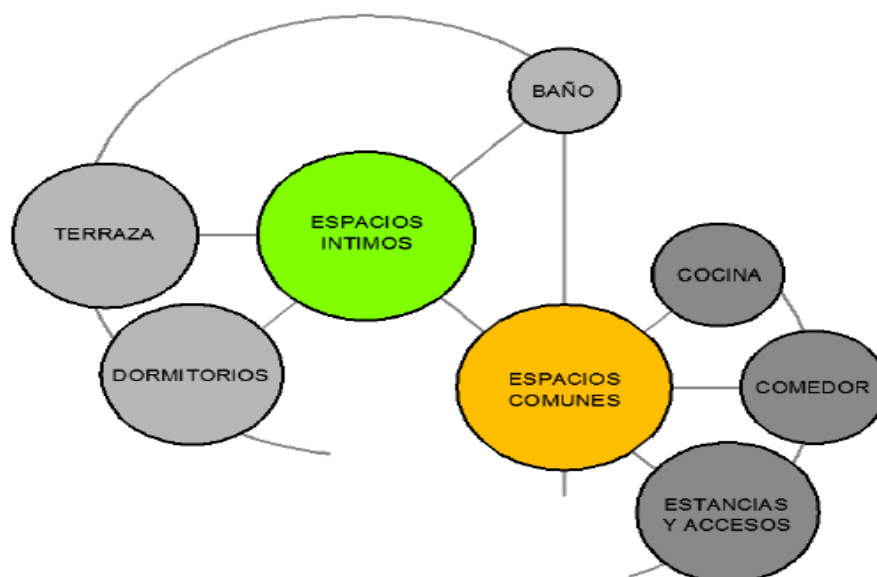 BAÑO
ESPACIOS
INTIMOS
TERRAZA
COCINA
DORMITORIOS
ESPACIOS
COMUNES
COMEDOR
ESTANCIAS
Y ACCESOS